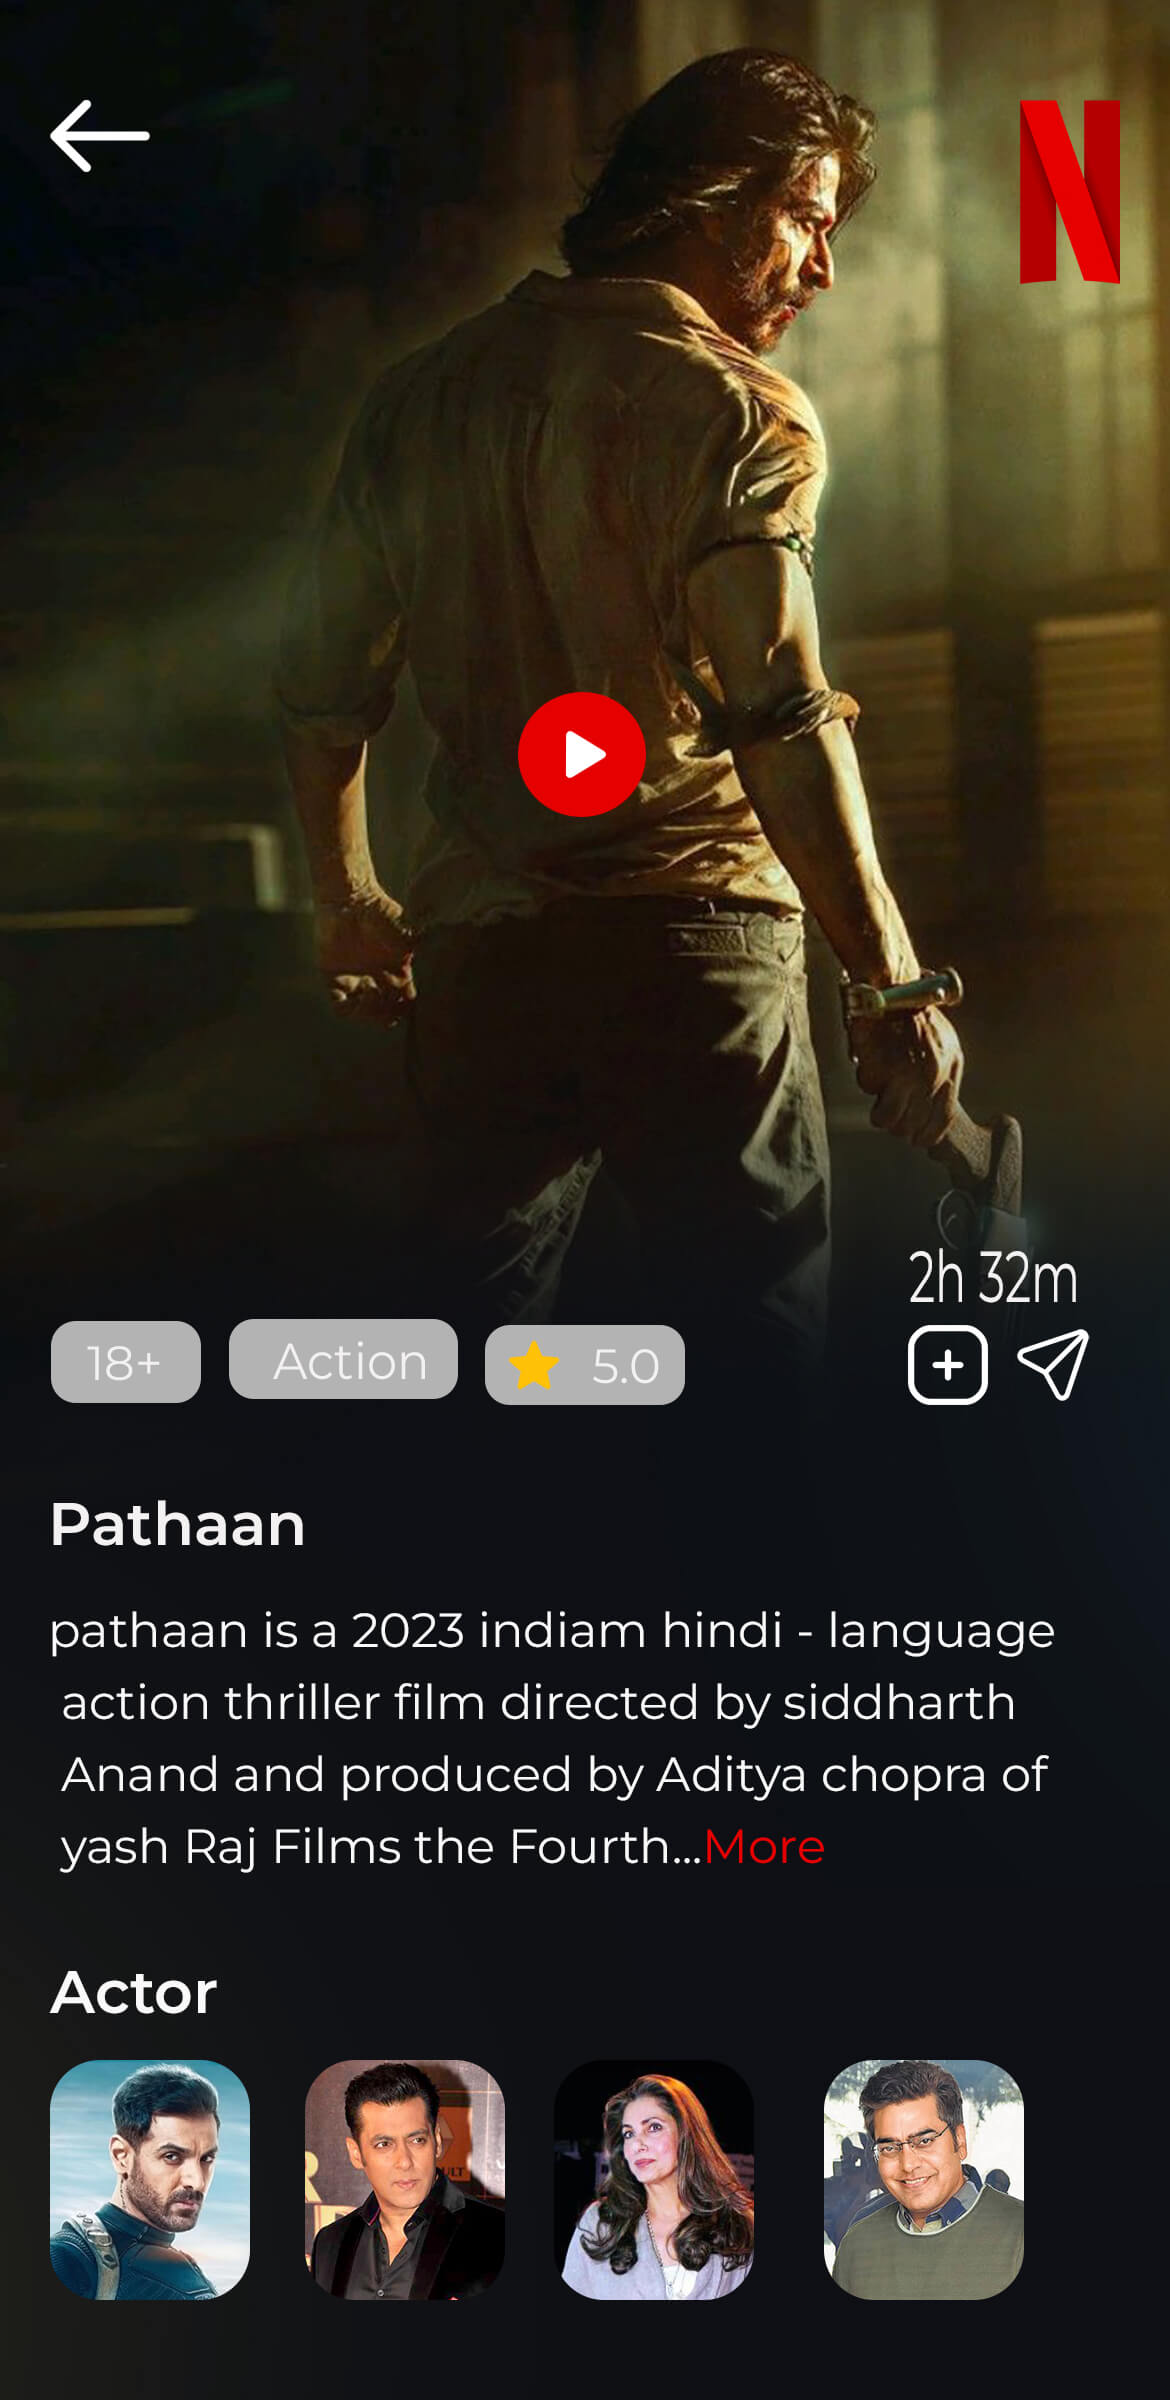 N
2h 32m
18+
Action
5.0
Pathaan
pathaan is a 2023 indiam hindi - language
action thriller film directed by siddharth
Anand and produced by Aditya chopra of
yash Raj Films the Fourth...More
Actor
ULT